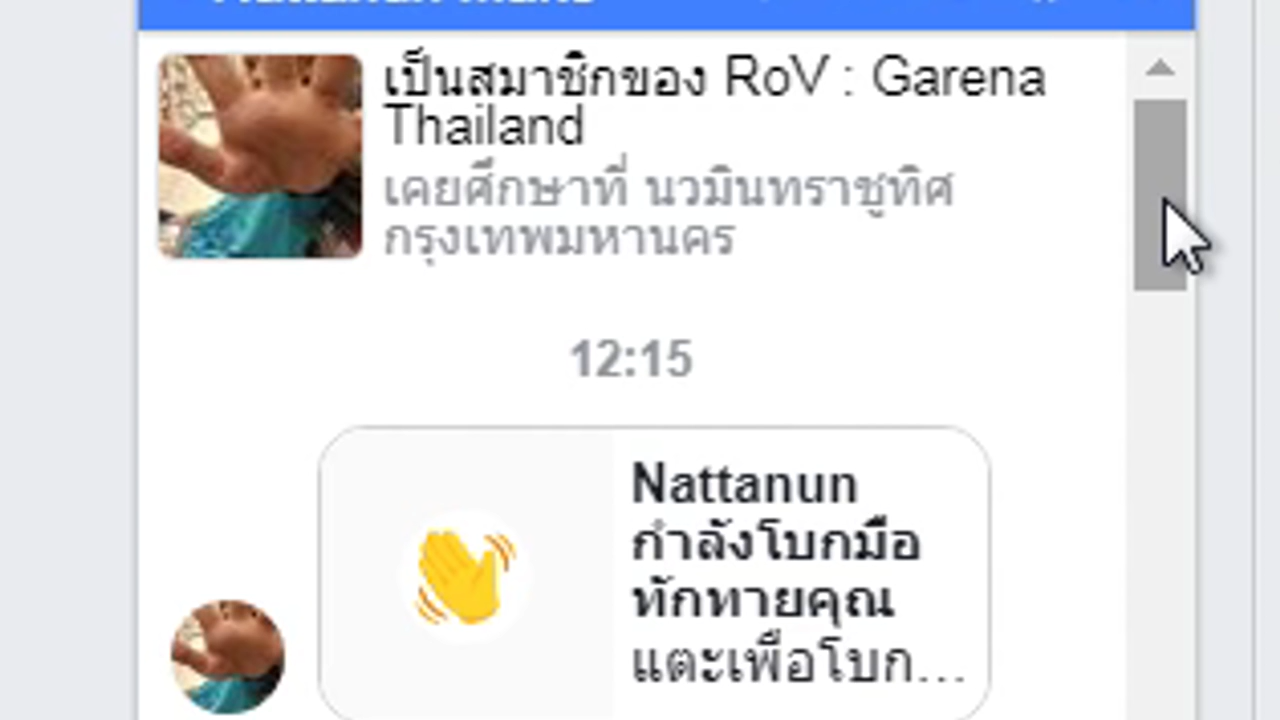 เป็นสมาชิกของ RoV : Garena
Thailand
เคยศึกษาที่ นวมินทราชูทิศ
กรุงเทพมหานคร
12:15
Nattanun
กำลังโบกมือ
ทักทายคุณ
แตะเพื่อโบก...